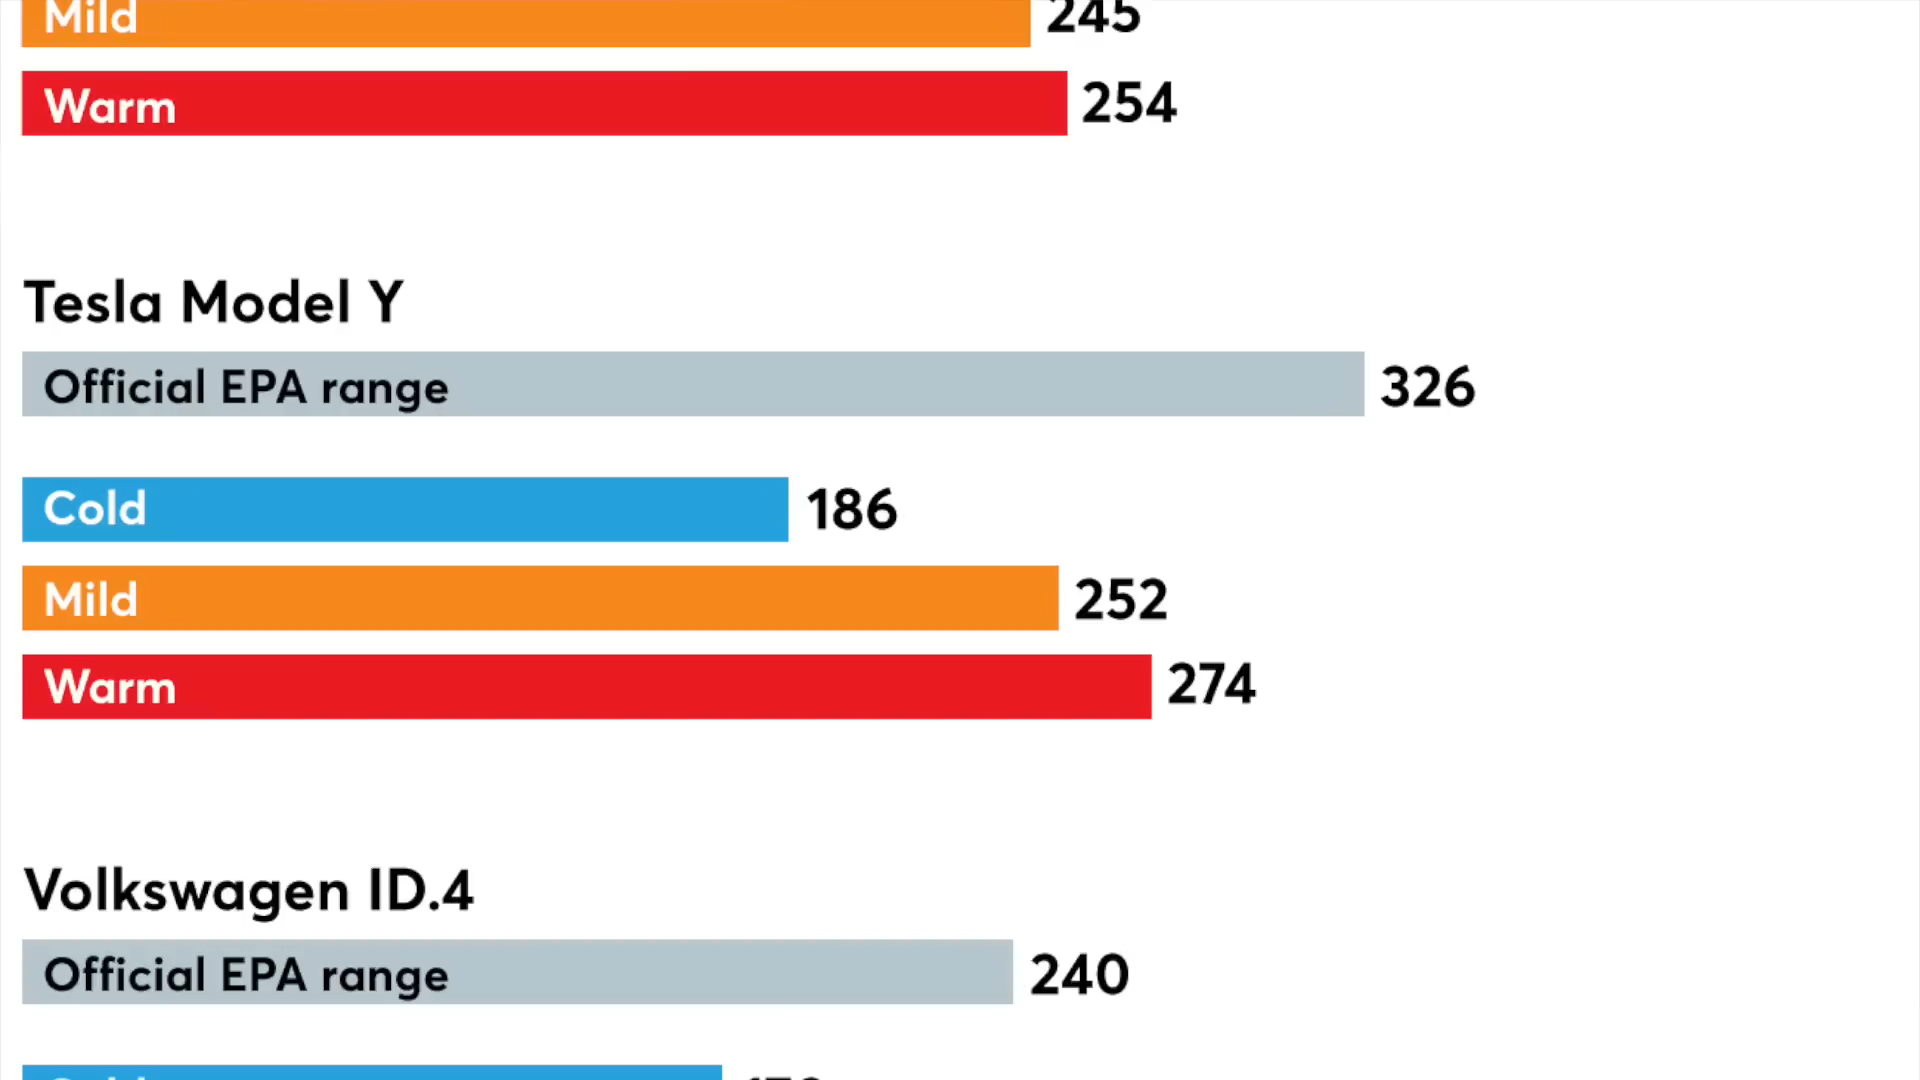 Mild 245
Warm 254
Tesla Model Y
Official EPA range 326
Cold 186
Mild 252
Warm 274
Volkswagen ID.4
Official EPA range 240